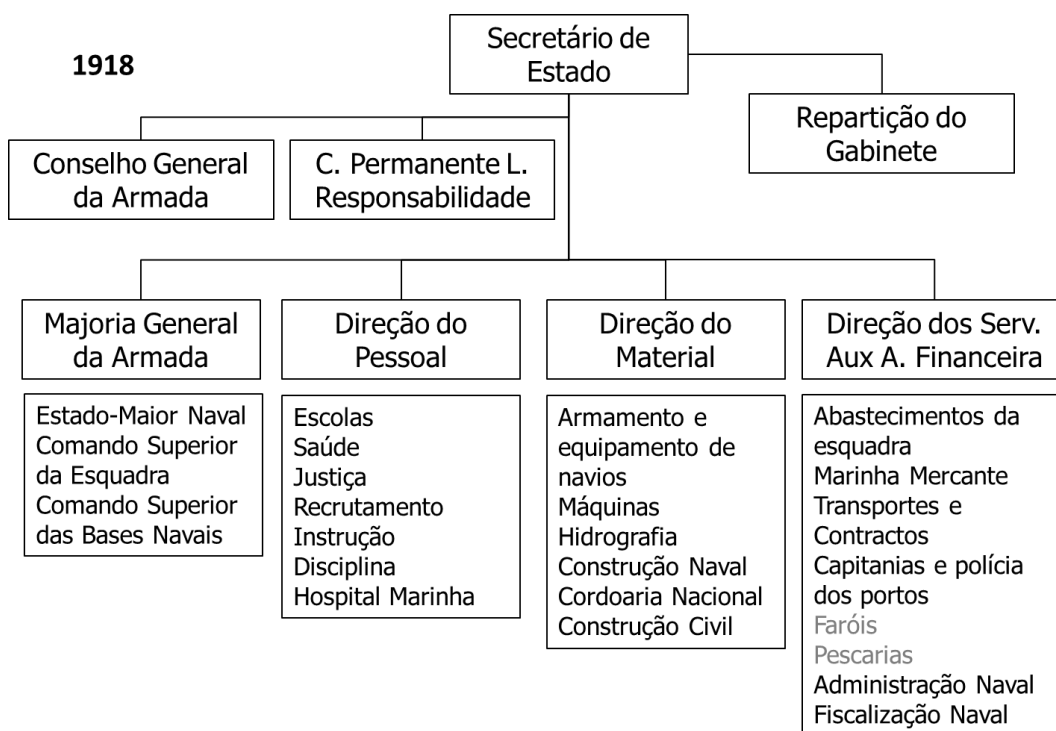 1918
Secretário de
Estado
Repartição do
Gabinete
Conselho General
da Armada
C. Permanente L.
Responsabilidade
Majoria General
da Armada
Direção do
Pessoal
Direção do
Material
Direção dos Serv.
Aux A. Financeira
Estado-Maior Naval
Comando Superior
da Esquadra
Comando Superior
das Bases Navais
Escolas
Saúde
Justiça
Recrutamento
Instrução
Disciplina
Hospital Marinha
Armamento e
equipamento de
navios
Máquinas
Hidrografia
Construção Naval
Cordoaria Nacional
Construção Civil
Abastecimentos da
esquadra
Marinha Mercante
Transportes e
Contractos
Capitanias e polícia
dos portos
Faróis
Pescarias
Administração Naval
Fiscalização Naval